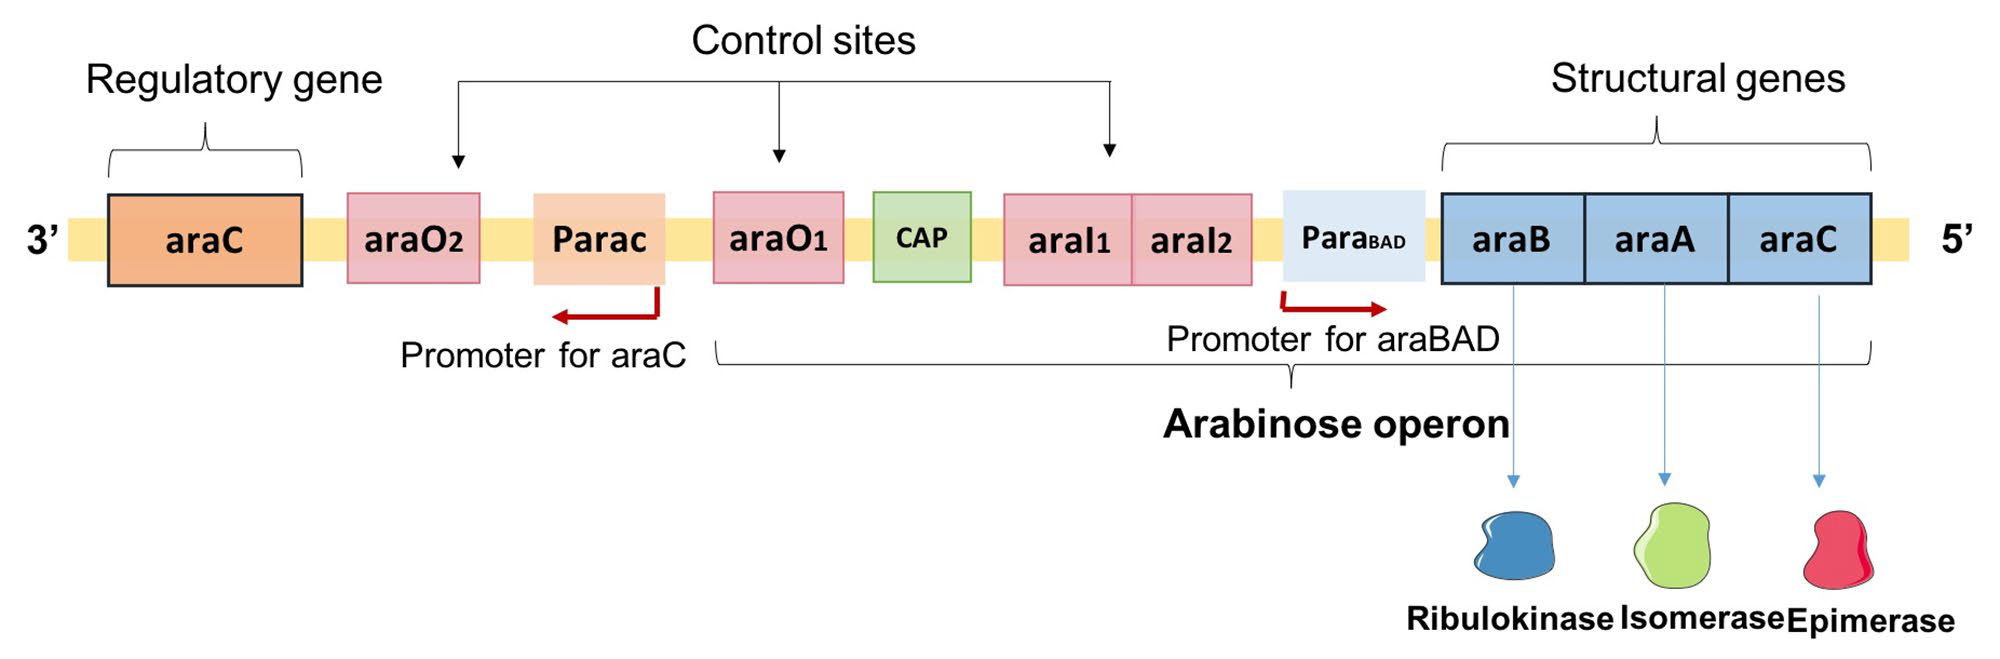 Control sites
Regulatory gene
Structural genes
3’ araC araO2 Parac araO1 CAP araI1 araI2 ParaBAD araB araA araC 5’
Promoter for araC
Promoter for araBAD
Arabinose operon
Ribulokinase Isomerase Epimerase